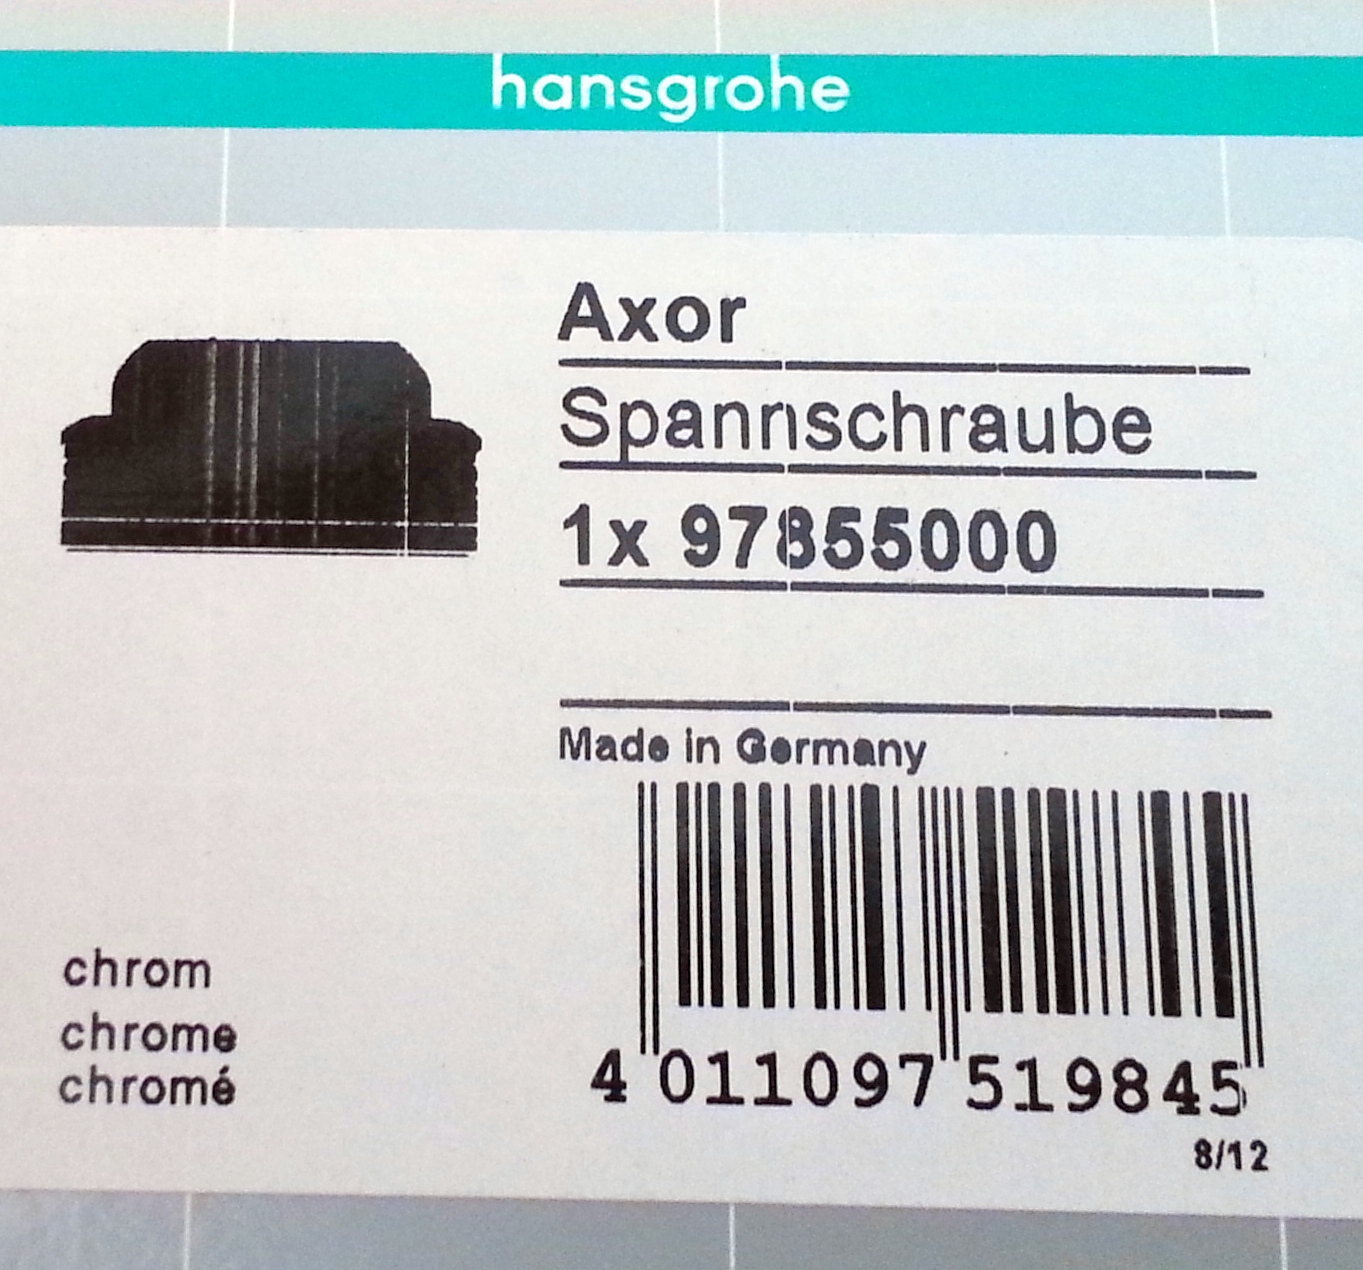 hansgrohe
Axor
Spannschraube
1x 97855000
Made in Germany
chrom
chrome
chromé
4 011097 519845
8/12